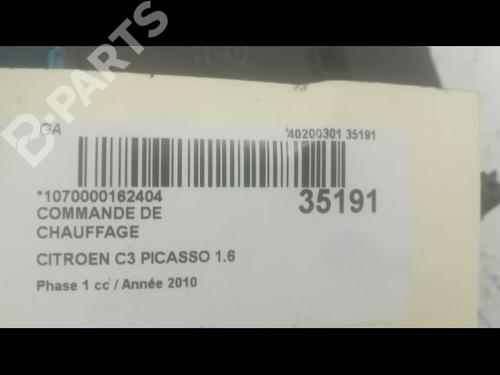 B-PARTS
GA
40200301 35191
*1070000162404
35191
COMMANDE DE
CHAUFFAGE
CITROEN C3 PICASSO 1.6
Phase 1 cc / Année 2010